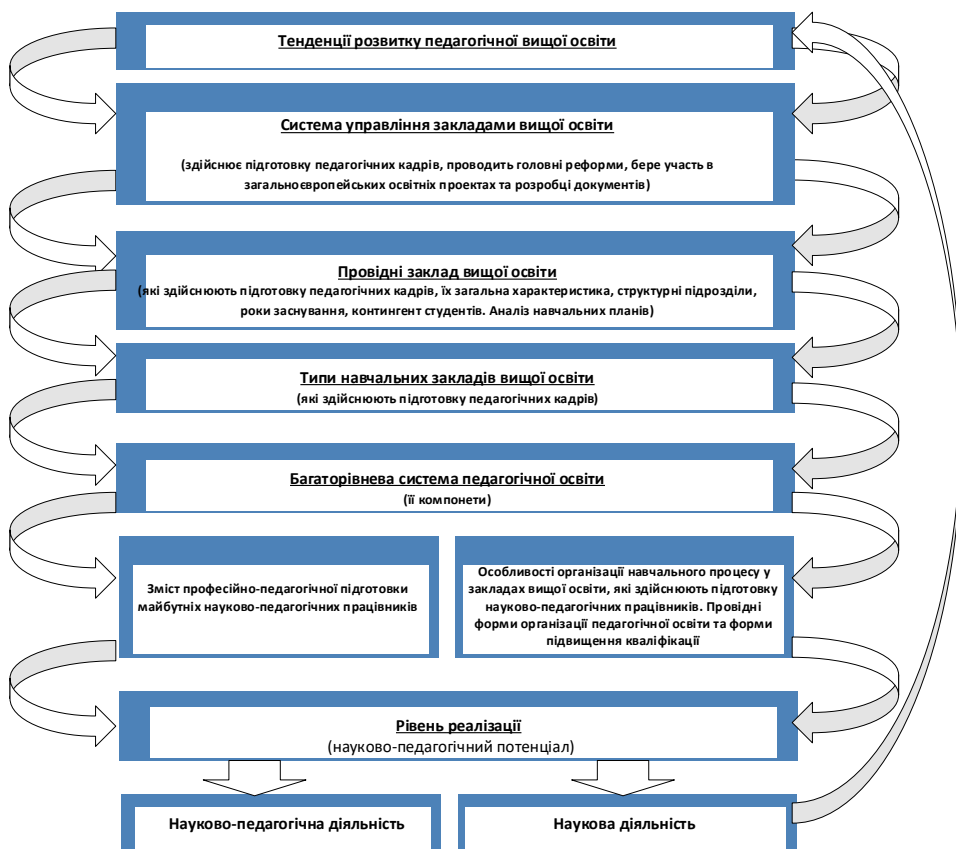 Тенденції розвитку педагогічної вищої освіти
Система управління закладами вищої освіти
(здійснює підготовку педагогічних кадрів, проводить головні реформи, бере участь в
загальноєвропейських освітніх проектах та розробці документів)
Провідні заклад вищої освіти
(які здійснюють підготовку педагогічних кадрів, їх загальна характеристика, структурні підрозділи,
роки заснування, контингент студентів. Аналіз навчальних планів)
Типи навчальних закладів вищої освіти
(які здійснюють підготовку педагогічних кадрів)
Багаторівнева система педагогічної освіти
(її компонети)
Зміст професійно-педагогічної підготовки
майбутніх науково-педагогічних працівників
Особливості організації навчального процесу у
закладах вищої освіти, які здійснюють підготовку
науково-педагогічних працівників. Провідні
форми організації педагогічної освіти та форми
підвищення кваліфікації
Рівень реалізації
(науково-педагогічний потенціал)
Науково-педагогічна діяльність
Наукова діяльність